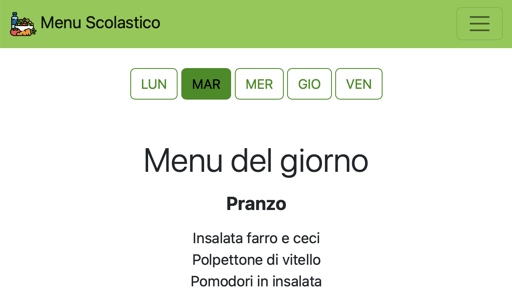 Menu Scolastico
LUN MAR MER GIO VEN
Menu del giorno
Pranzo
Insalata farro e ceci
Polpettone di vitello
Pomodori in insalata